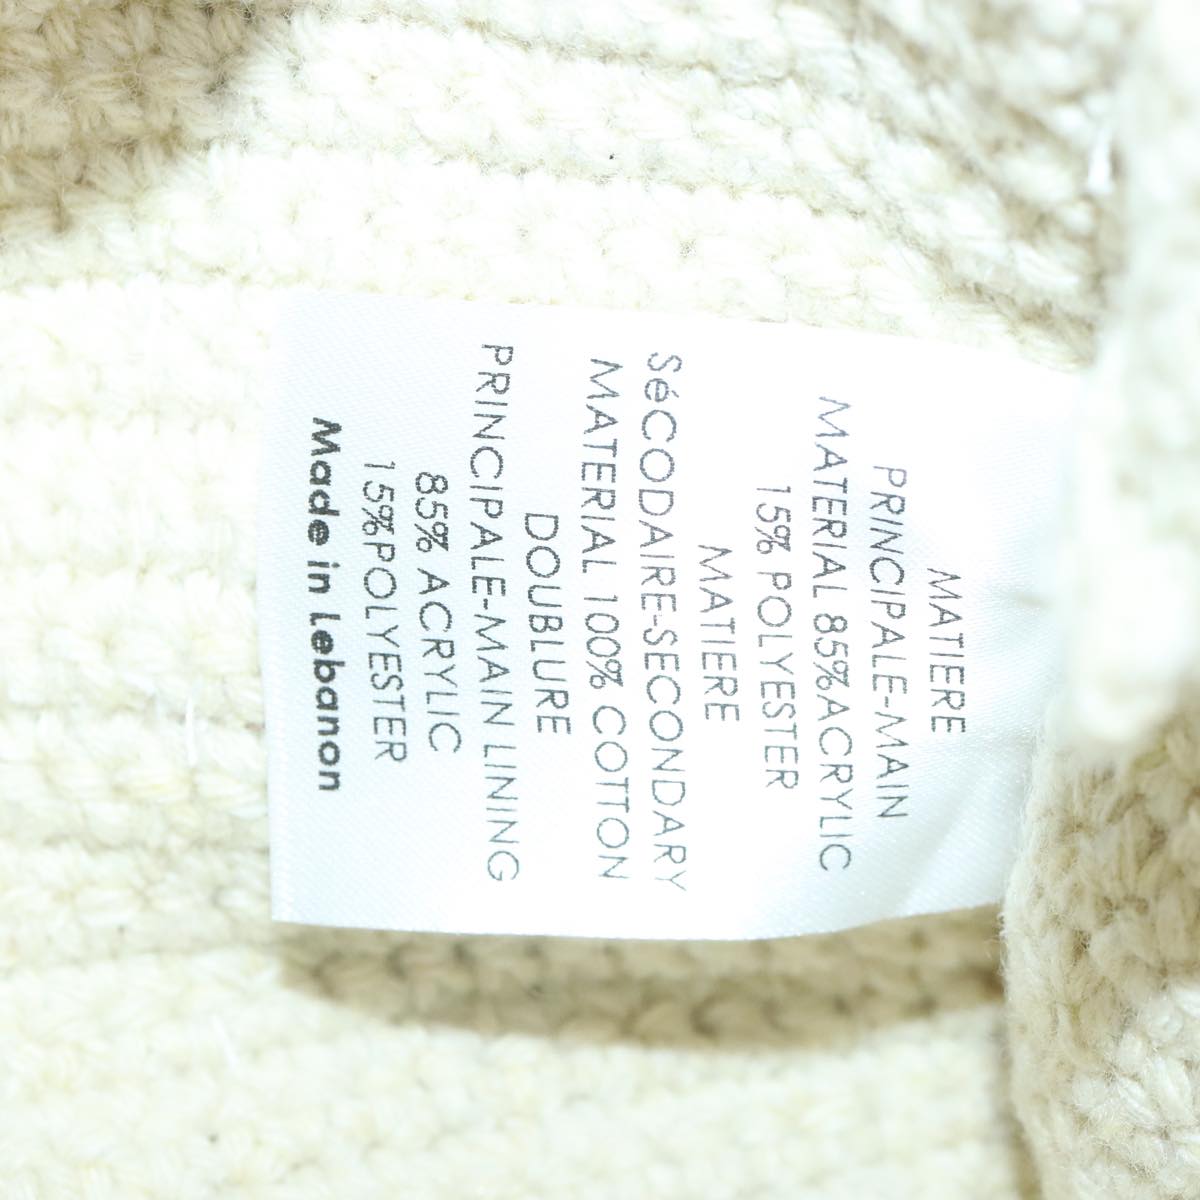 MATIERE
PRINCIPALE-MAIN
MATERIAL 85%ACRYLIC
15% POLYESTER
MATIERE
SéCODAIRE-SECONDARY
MATERIAL 100% COTTON
DOUBLURE
PRINCIPALE-MAIN LINING
85% ACRYLIC
15%POLYESTER
Made in Lebanon